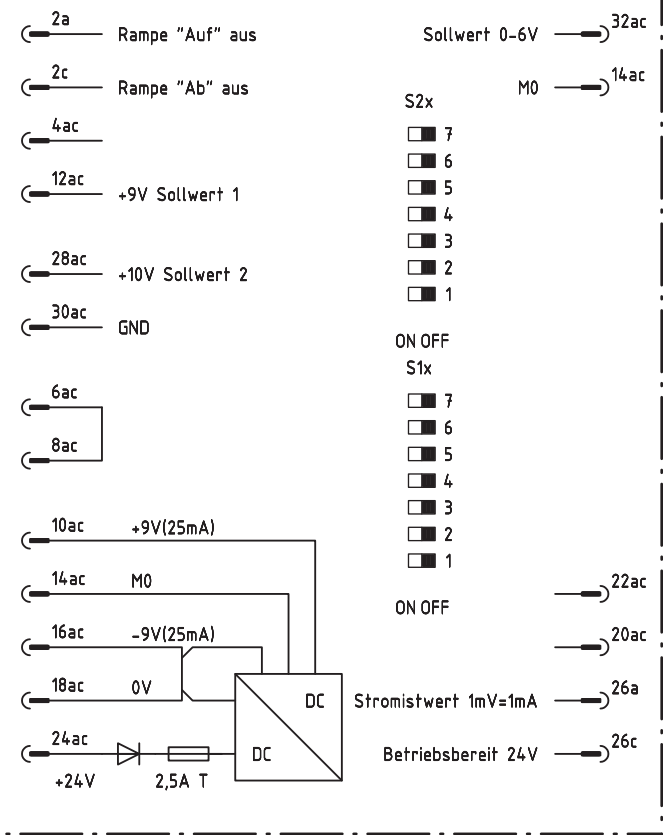 2a
Rampe "Auf" aus
Sollwert 0-6V
32ac
2c
Rampe "Ab" aus
M0
14ac
S2x
4ac
7
6
12ac
+9V Sollwert 1
5
4
3
28ac
+10V Sollwert 2
2
1
30ac
GND
ON OFF
S1x
6ac
7
6
8ac
5
4
3
10ac
+9V(25mA)
2
1
14ac
M0
22ac
ON OFF
16ac
-9V(25mA)
20ac
18ac
0V
DC
Stromistwert 1mV=1mA
26a
24ac
DC
Betriebsbereit 24V
26c
+24V
2,5A T